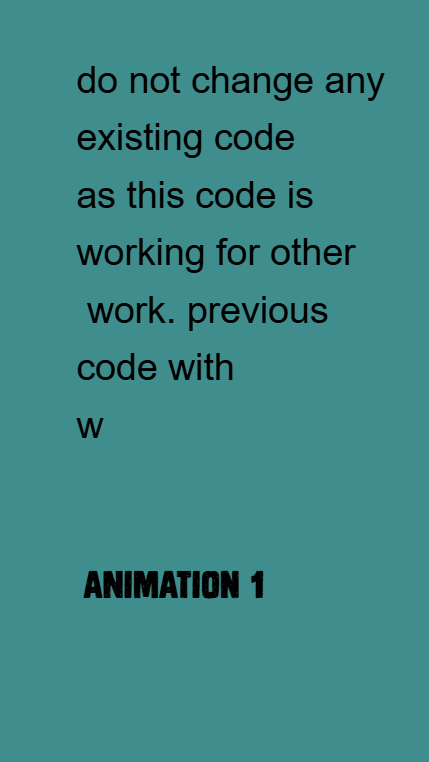 do not change any
existing code
as this code is
working for other
work. previous
code with
w
ANIMATION 1